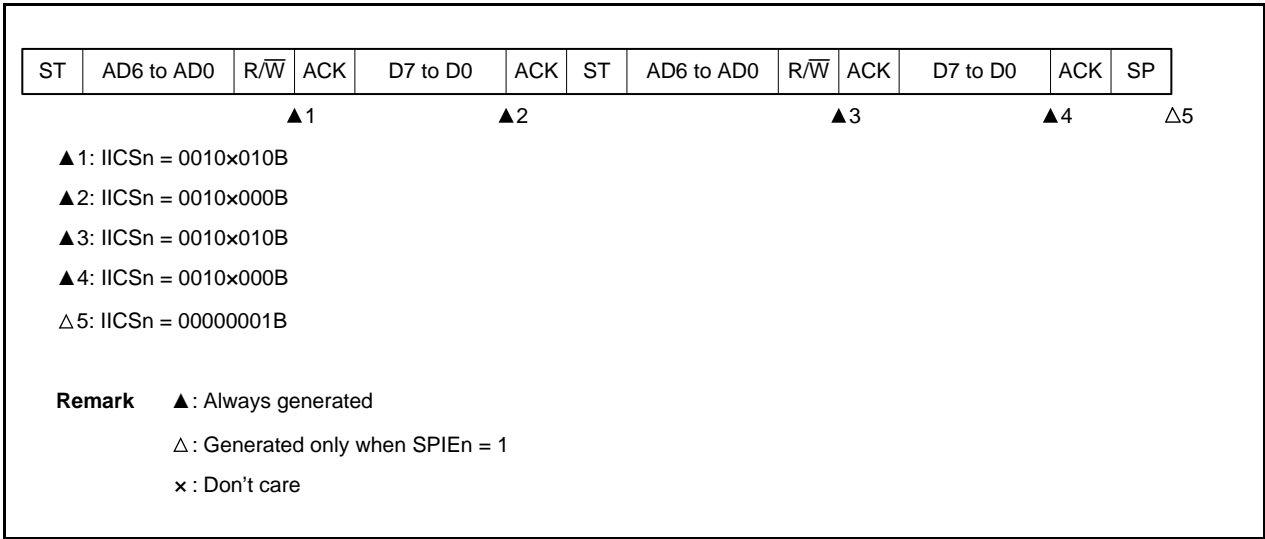 ST AD6 to AD0 R/W̅ ACK D7 to D0 ACK ST AD6 to AD0 R/W̅ ACK D7 to D0 ACK SP
▲1 ▲2 ▲3 ▲4 △5
▲1: IICSn = 0010×010B
▲2: IICSn = 0010×000B
▲3: IICSn = 0010×010B
▲4: IICSn = 0010×000B
△5: IICSn = 00000001B
Remark ▲: Always generated
△: Generated only when SPIEn = 1
×: Don't care